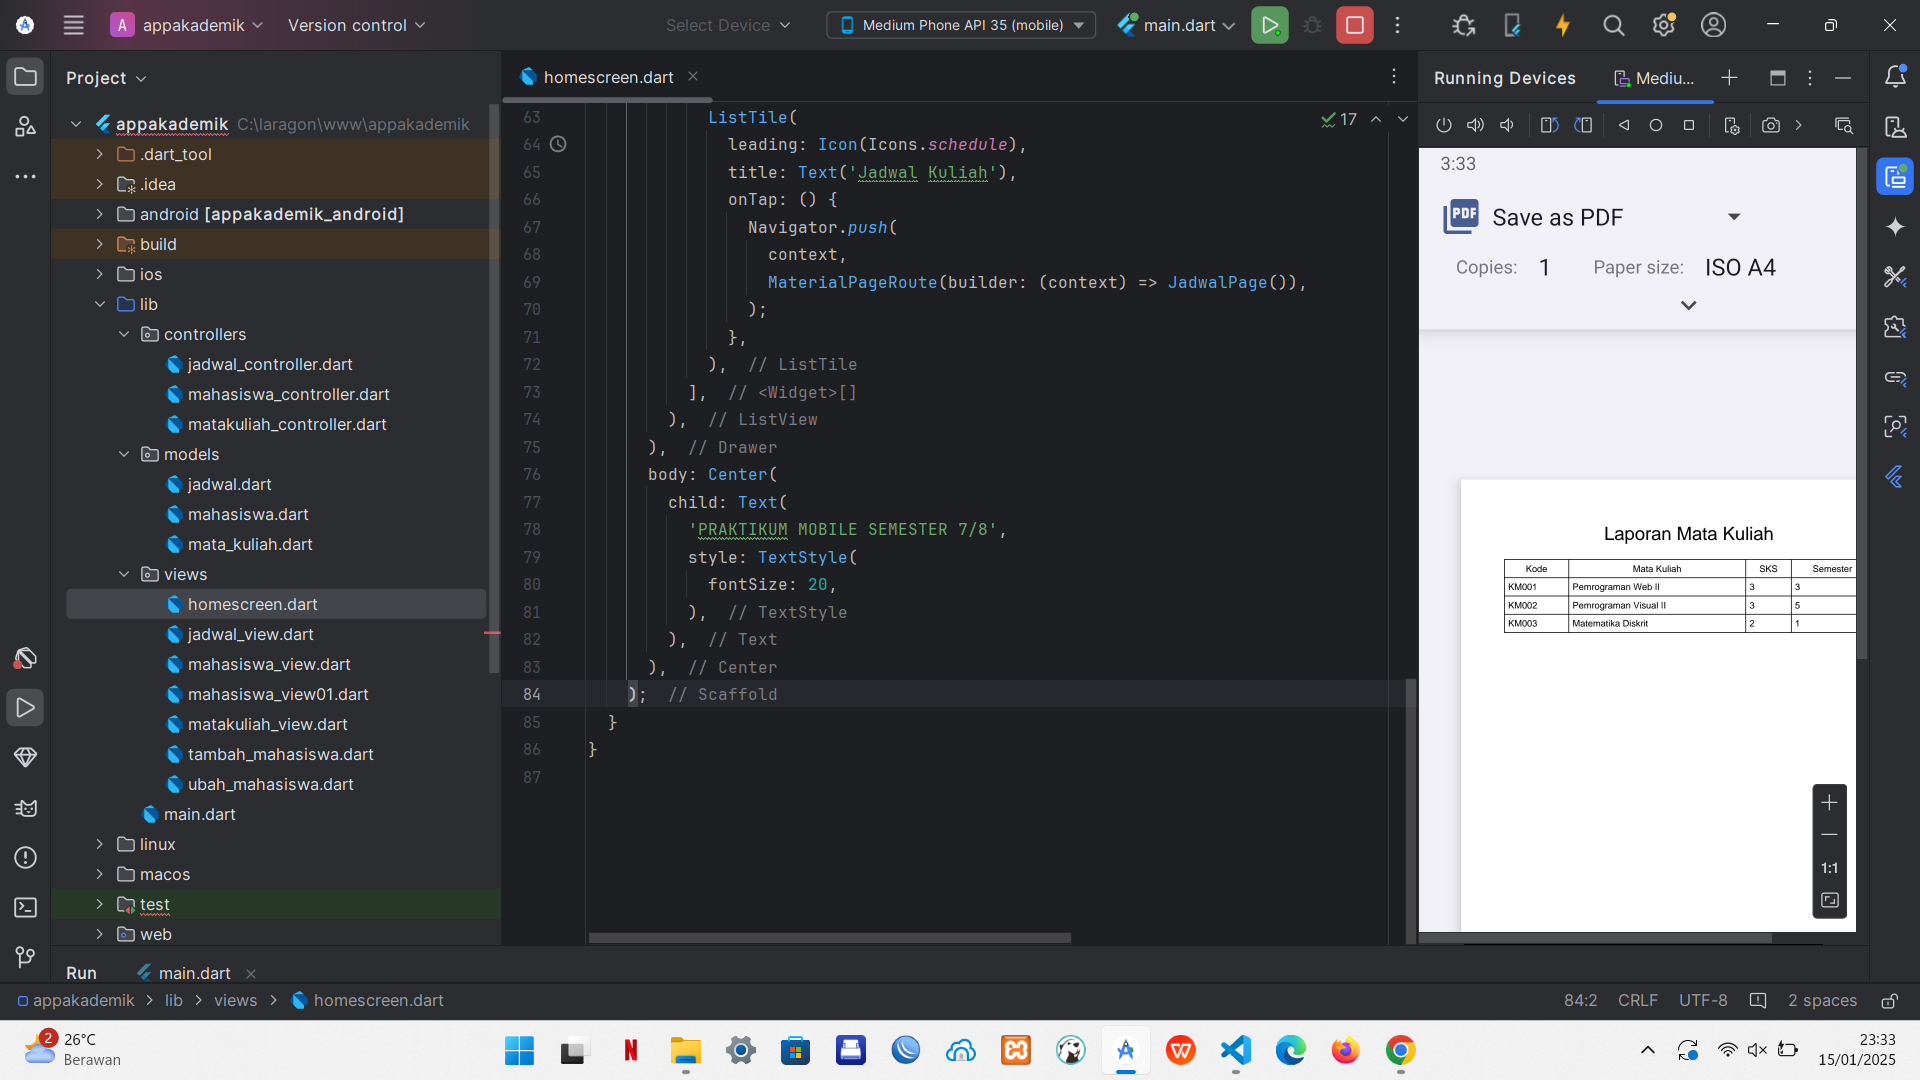 A appakademik
Version control
Select Device
Medium Phone API 35 (mobile)
main.dart
Project
appakademik C:\laragon\www\appakademik
.dart_tool
.idea
android [appakademik_android]
build
ios
lib
controllers
jadwal_controller.dart
mahasiswa_controller.dart
matakuliah_controller.dart
models
jadwal.dart
mahasiswa.dart
mata_kuliah.dart
views
homescreen.dart
jadwal_view.dart
mahasiswa_view.dart
mahasiswa_view01.dart
matakuliah_view.dart
tambah_mahasiswa.dart
ubah_mahasiswa.dart
main.dart
linux
macos
test
web
homescreen.dart
17
63 ListTile(
64 leading: Icon(Icons.schedule),
65 title: Text('Jadwal Kuliah'),
66 onTap: () {
67 Navigator.push(
68 context,
69 MaterialPageRoute(builder: (context) => JadwalPage()),
70 );
71 },
72 ), // ListTile
73 ], // <Widget>[]
74 ), // ListView
75 ), // Drawer
76 body: Center(
77 child: Text(
78 'PRAKTIKUM MOBILE SEMESTER 7/8',
79 style: TextStyle(
80 fontSize: 20,
81 ), // TextStyle
82 ), // Text
83 ), // Center
84 ); // Scaffold
85 }
86 }
87
Running Devices
Mediu...
3:33
PDF Save as PDF
Copies: 1 Paper size: ISO A4
Laporan Mata Kuliah
Kode Mata Kuliah SKS Semester
KM001 Pemrograman Web II 3 3
KM002 Pemrograman Visual II 3 5
KM003 Matematika Diskrit 2 1
1:1
Run main.dart
appakademik > lib > views > homescreen.dart
84:2 CRLF UTF-8 2 spaces
2
26°C
Berawan
N
W
23:33
15/01/2025